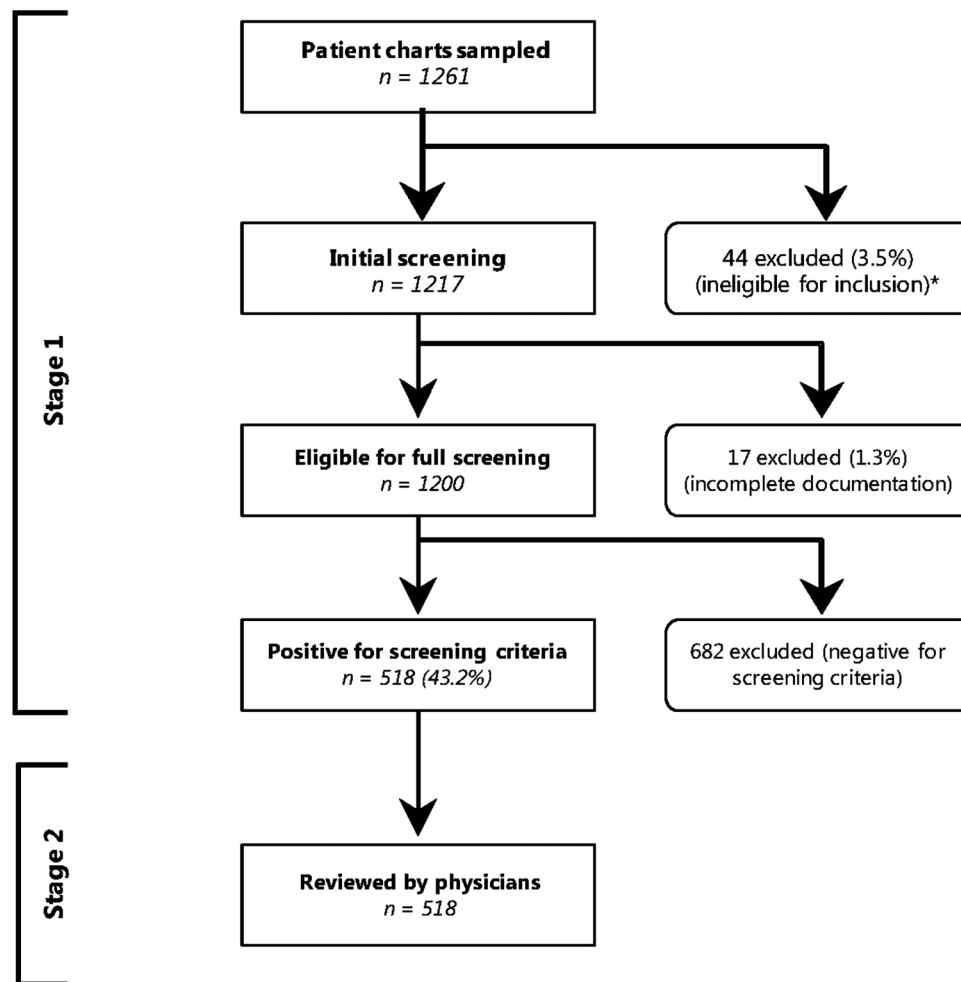 Stage 1
Patient charts sampled
n = 1261
Initial screening
n = 1217
44 excluded (3.5%)
(ineligible for inclusion)*
Eligible for full screening
n = 1200
17 excluded (1.3%)
(incomplete documentation)
Positive for screening criteria
n = 518 (43.2%)
682 excluded (negative for
screening criteria)
Stage 2
Reviewed by physicians
n = 518